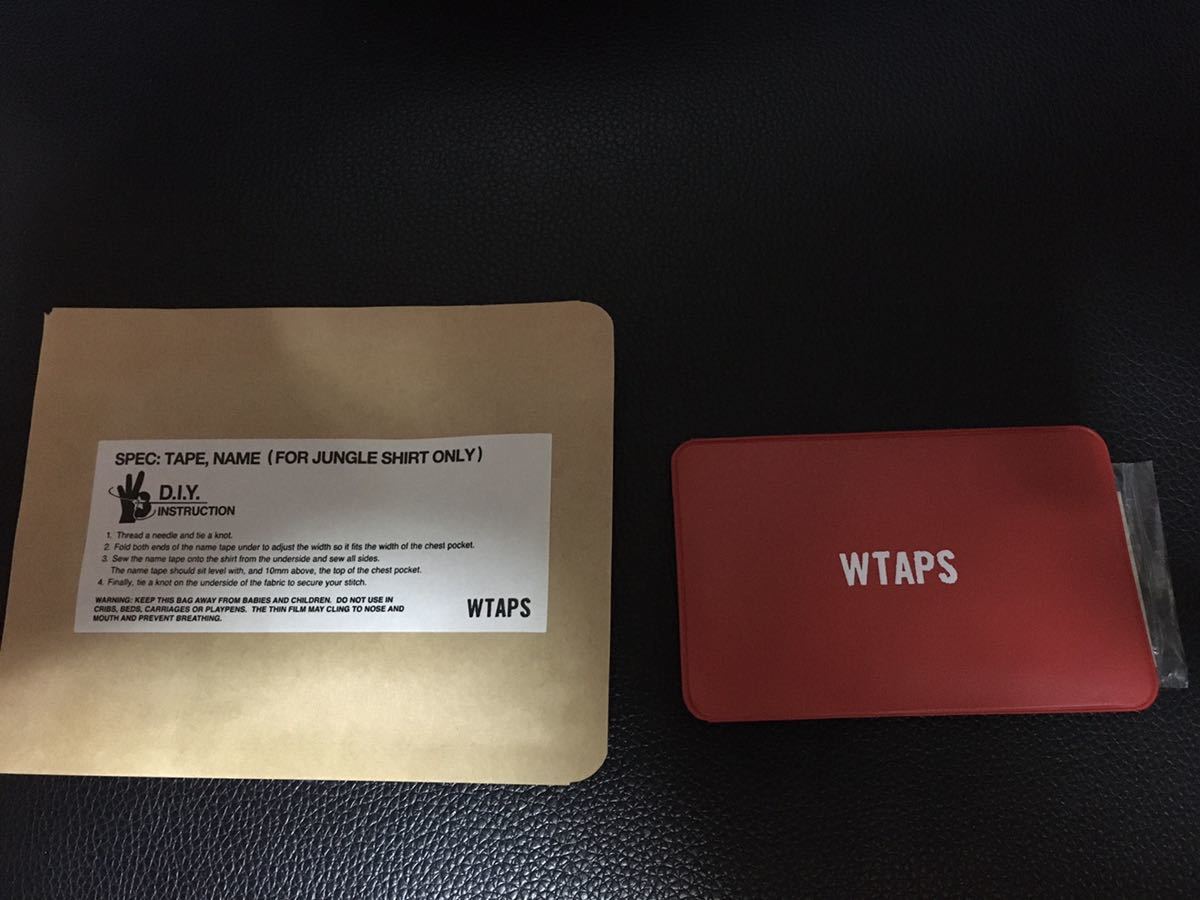 SPEC: TAPE, NAME (FOR JUNGLE SHIRT ONLY)
D.I.Y.
INSTRUCTION
1. Thread a needle and tie a knot.
2. Fold both ends of the name tape under to adjust the width so it fits the width of the chest pocket.
3. Sew the name tape onto the shirt from the underside and sew all sides.
The name tape should sit level with, and 10mm above, the top of the chest pocket.
4. Finally, tie a knot on the underside of the fabric to secure your stitch.
WARNING: KEEP THIS BAG AWAY FROM BABIES AND CHILDREN. DO NOT USE IN
CRIBS, BEDS, CARRIAGES OR PLAYPENS. THE THIN FILM MAY CLING TO NOSE AND
MOUTH AND PREVENT BREATHING.
WTAPS
WTAPS